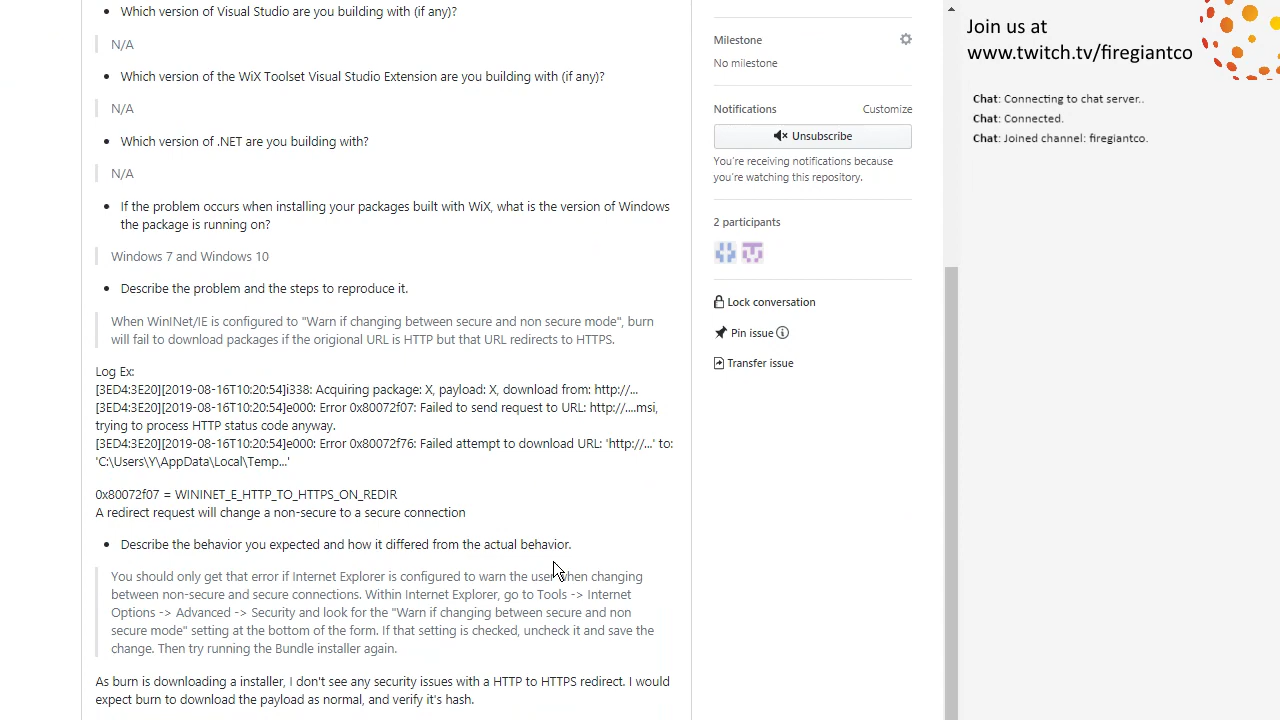 Which version of Visual Studio are you building with (if any)?
N/A
Which version of the WiX Toolset Visual Studio Extension are you building with (if any)?
N/A
Which version of .NET are you building with?
N/A
If the problem occurs when installing your packages built with WiX, what is the version of Windows
the package is running on?
Windows 7 and Windows 10
Describe the problem and the steps to reproduce it.
When WinINet/IE is configured to "Warn if changing between secure and non secure mode", burn
will fail to download packages if the origional URL is HTTP but that URL redirects to HTTPS.
Log Ex:
[3ED4:3E20][2019-08-16T10:20:54]i338: Acquiring package: X, payload: X, download from: http://...
[3ED4:3E20][2019-08-16T10:20:54]e000: Error 0x80072f07: Failed to send request to URL: http://....msi,
trying to process HTTP status code anyway.
[3ED4:3E20][2019-08-16T10:20:54]e000: Error 0x80072f76: Failed attempt to download URL: 'http://...' to:
'C:\Users\Y\AppData\Local\Temp...'
0x80072f07 = WININET_E_HTTP_TO_HTTPS_ON_REDIR
A redirect request will change a non-secure to a secure connection
Describe the behavior you expected and how it differed from the actual behavior.
You should only get that error if Internet Explorer is configured to warn the user when changing
between non-secure and secure connections. Within Internet Explorer, go to Tools -> Internet
Options -> Advanced -> Security and look for the "Warn if changing between secure and non
secure mode" setting at the bottom of the form. If that setting is checked, uncheck it and save the
change. Then try running the Bundle installer again.
As burn is downloading a installer, I don't see any security issues with a HTTP to HTTPS redirect. I would
expect burn to download the payload as normal, and verify it's hash.
Milestone
No milestone
Notifications Customize
Unsubscribe
You're receiving notifications because
you're watching this repository.
2 participants
Lock conversation
Pin issue
Transfer issue
Join us at
www.twitch.tv/firegiantco
Chat: Connecting to chat server..
Chat: Connected.
Chat: Joined channel: firegiantco.